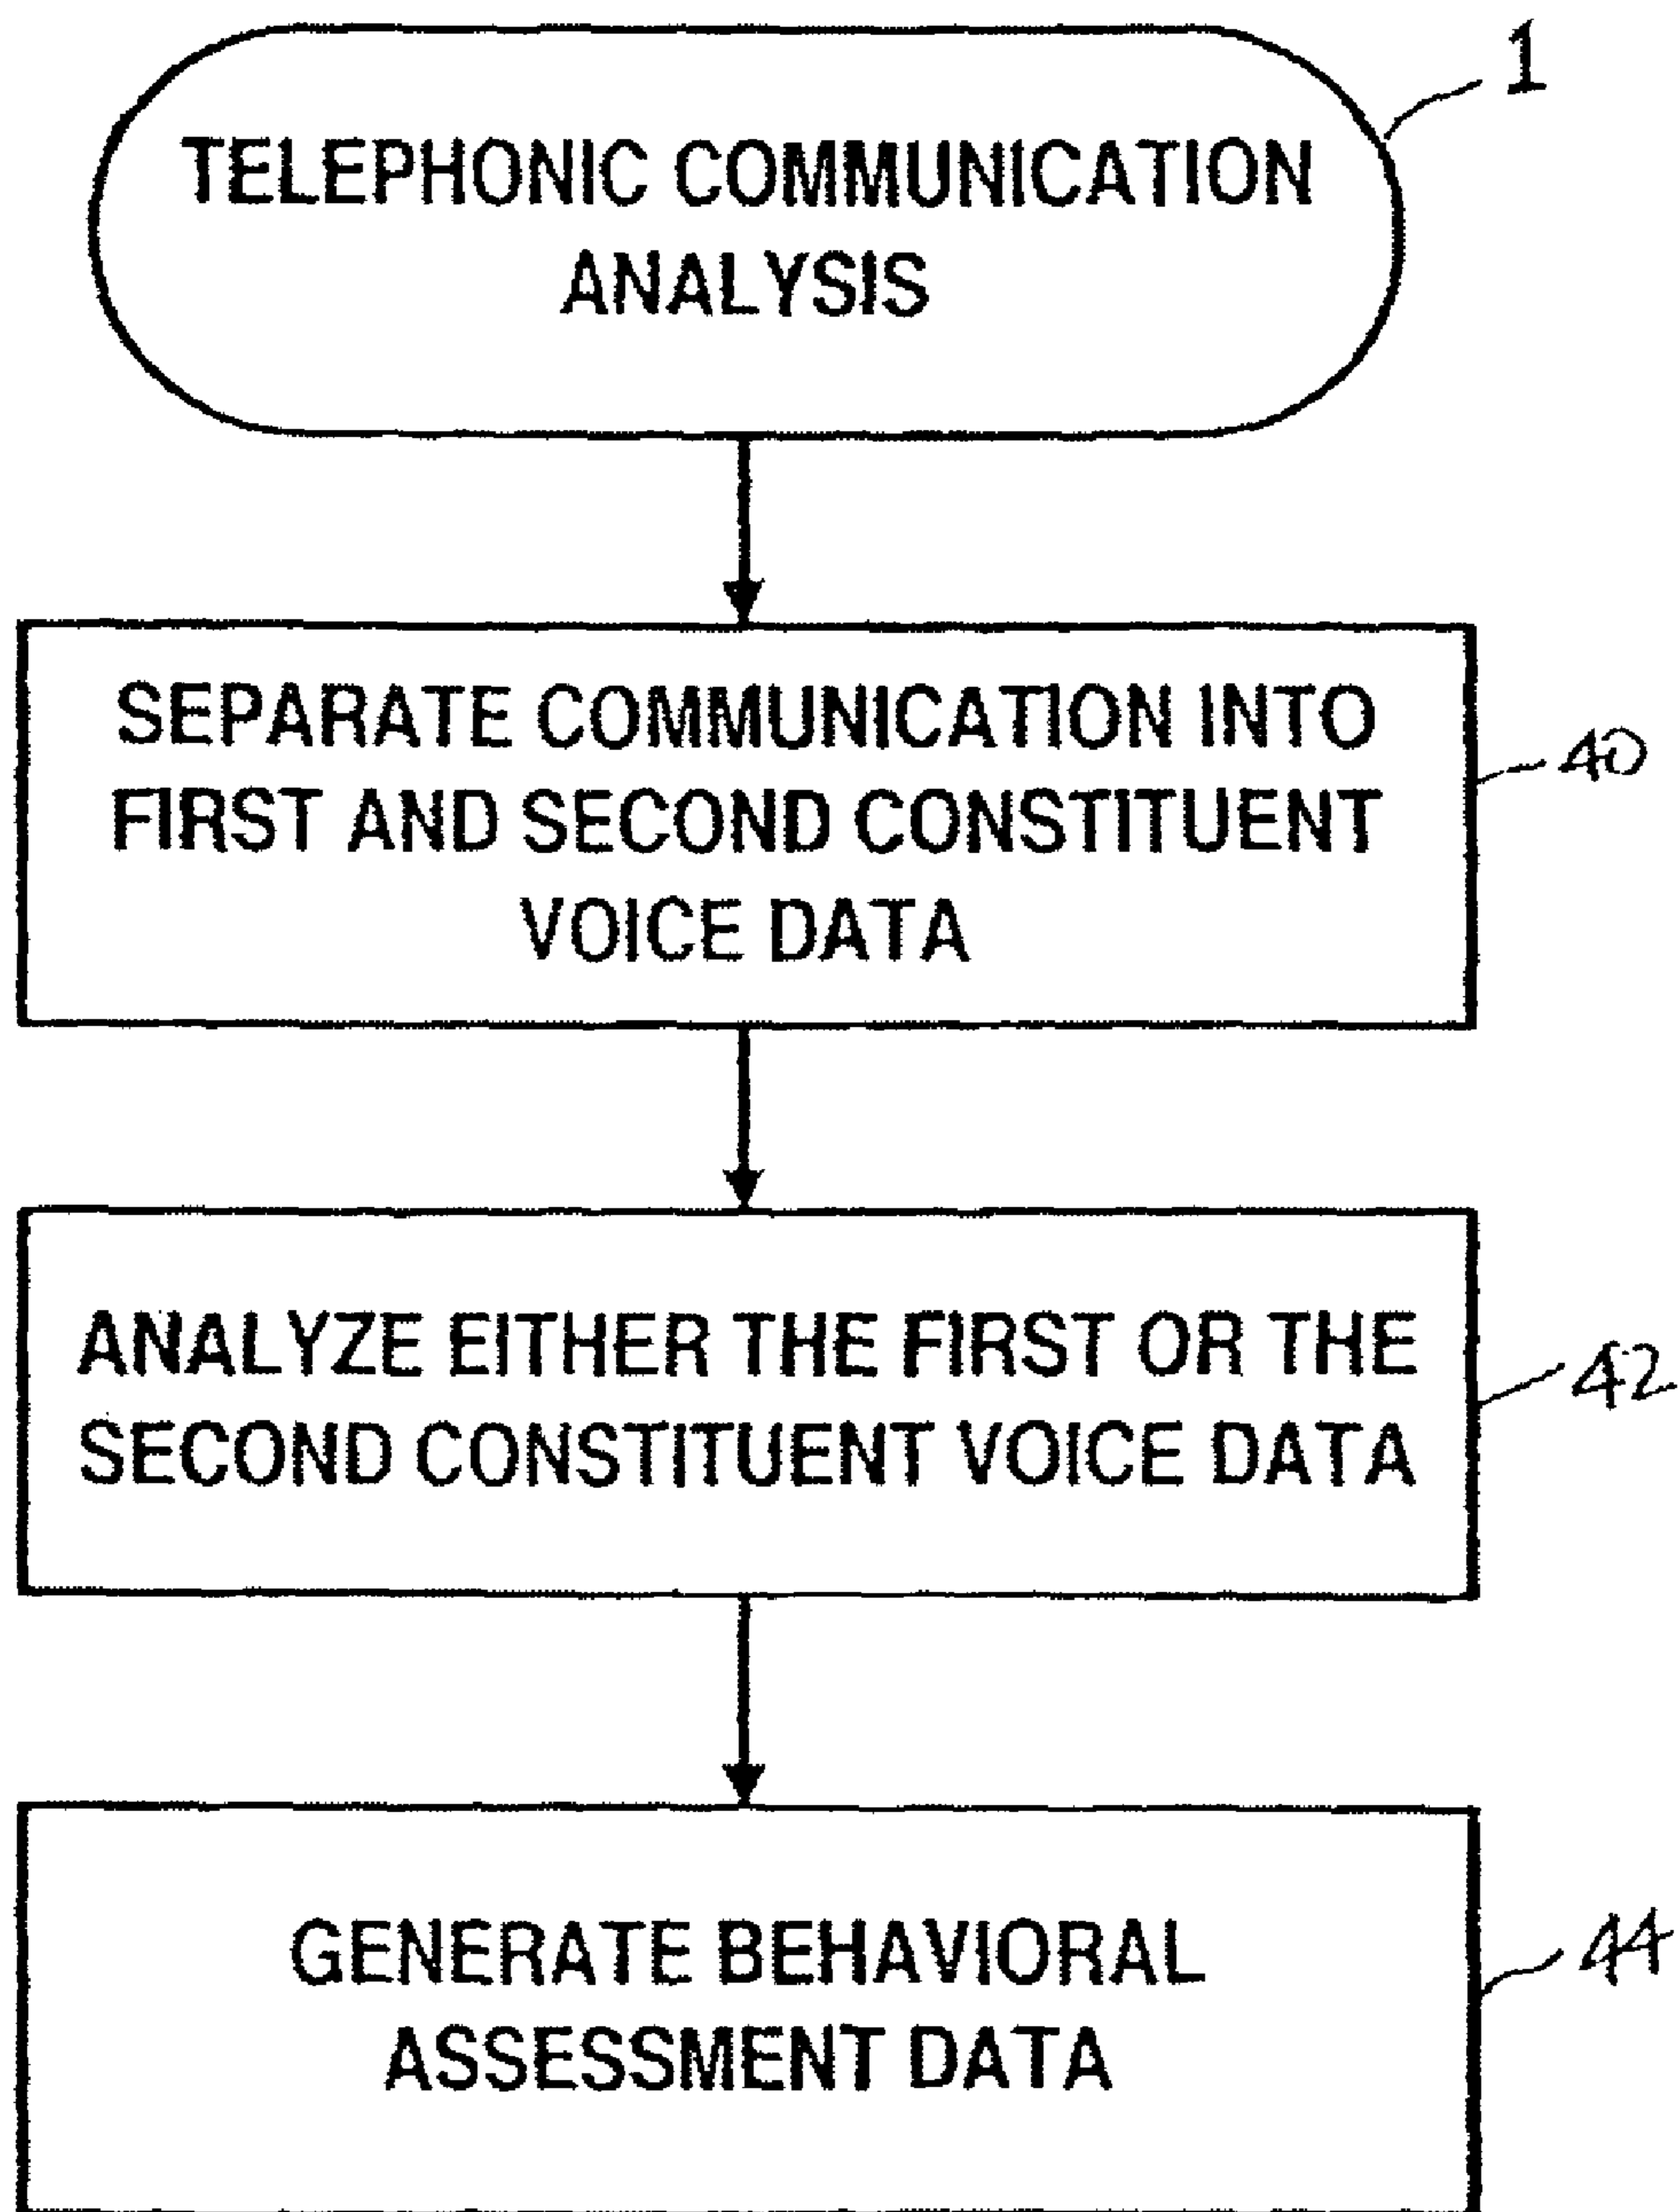 1
TELEPHONIC COMMUNICATION
ANALYSIS
SEPARATE COMMUNICATION INTO
FIRST AND SECOND CONSTITUENT
VOICE DATA
40
ANALYZE EITHER THE FIRST OR THE
SECOND CONSTITUENT VOICE DATA
42
GENERATE BEHAVIORAL
ASSESSMENT DATA
44